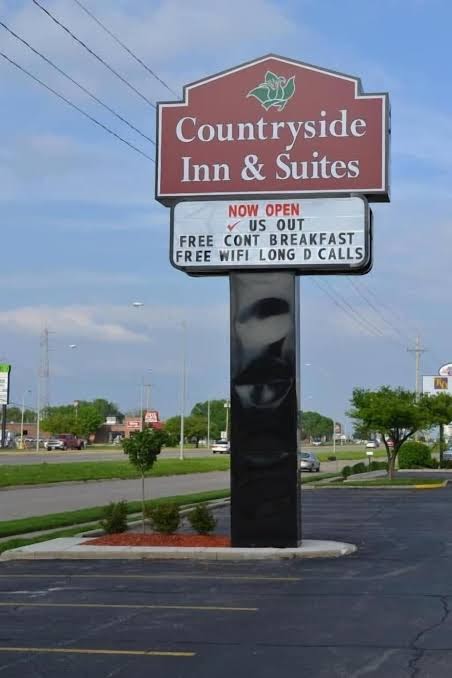 Countryside
Inn & Suites
NOW OPEN
✓ US OUT
FREE CONT BREAKFAST
FREE WIFI LONG D CALLS